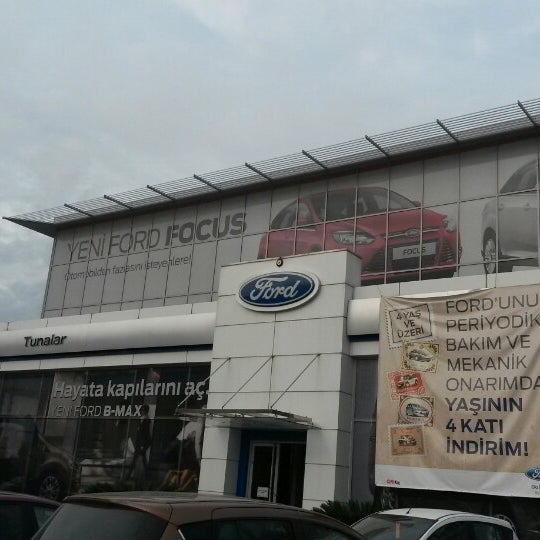 YENİ FORD FOCUS
Otomobilden fazlasını isteyenlere!
FOCUS
Ford
Tunalar
Hayata kapılarını aç.
YENİ FORD B-MAX
4 YAŞ
VE
ÜZERİ
FORD'UNU
PERİYODİK
BAKIM VE
MEKANİK
ONARIMDA
YAŞININ
4 KATI
İNDİRİM!